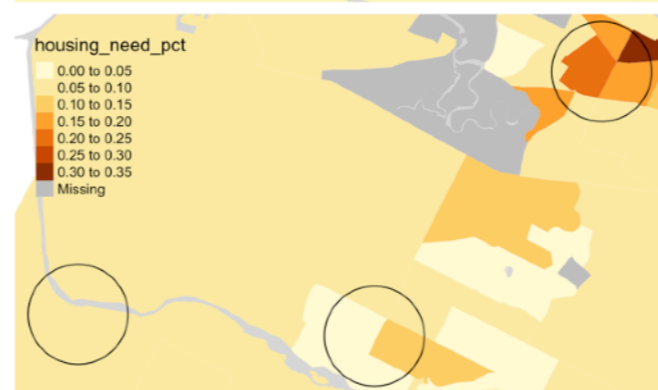 housing_need_pct
0.00 to 0.05
0.05 to 0.10
0.10 to 0.15
0.15 to 0.20
0.20 to 0.25
0.25 to 0.30
0.30 to 0.35
Missing